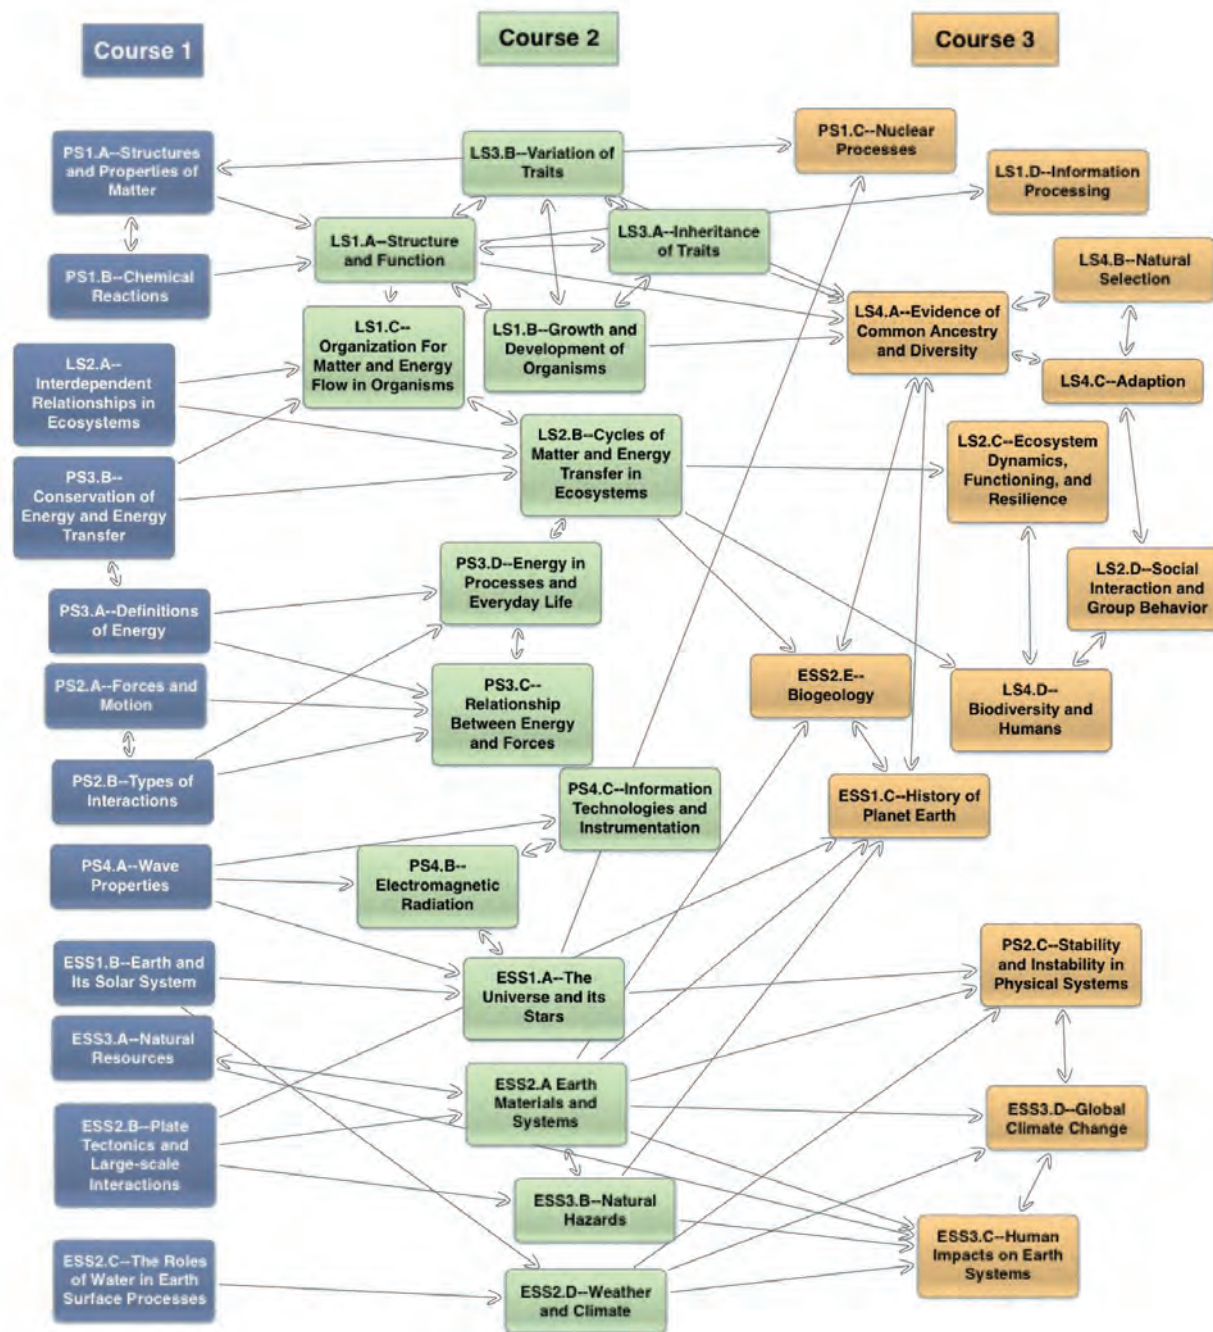 Course 1
Course 2
Course 3
PS1.A--Structures
and Properties of
Matter
PS1.B--Chemical
Reactions
LS2.A--
Interdependent
Relationships in
Ecosystems
PS3.B--
Conservation of
Energy and Energy
Transfer
PS3.A--Definitions
of Energy
PS2.A--Forces and
Motion
PS2.B--Types of
Interactions
PS4.A--Wave
Properties
ESS1.B--Earth and
Its Solar System
ESS3.A--Natural
Resources
ESS2.B--Plate
Tectonics and
Large-scale
Interactions
ESS2.C--The Roles
of Water in Earth
Surface Processes
LS3.B--Variation of
Traits
LS1.A--Structure
and Function
LS3.A--Inheritance
of Traits
LS1.C--
Organization For
Matter and Energy
Flow in Organisms
LS1.B--Growth and
Development of
Organisms
LS2.B--Cycles of
Matter and Energy
Transfer in
Ecosystems
PS3.D--Energy in
Processes and
Everyday Life
PS3.C--
Relationship
Between Energy
and Forces
PS4.C--Information
Technologies and
Instrumentation
PS4.B--
Electromagnetic
Radiation
ESS1.A--The
Universe and its
Stars
ESS2.A Earth
Materials and
Systems
ESS3.B--Natural
Hazards
ESS2.D--Weather
and Climate
PS1.C--Nuclear
Processes
LS1.D--Information
Processing
LS4.B--Natural
Selection
LS4.A--Evidence of
Common Ancestry
and Diversity
LS4.C--Adaption
LS2.C--Ecosystem
Dynamics,
Functioning, and
Resilience
LS2.D--Social
Interaction and
Group Behavior
ESS2.E--
Biogeology
LS4.D--
Biodiversity and
Humans
ESS1.C--History of
Planet Earth
PS2.C--Stability
and Instability in
Physical Systems
ESS3.D--Global
Climate Change
ESS3.C--Human
Impacts on Earth
Systems